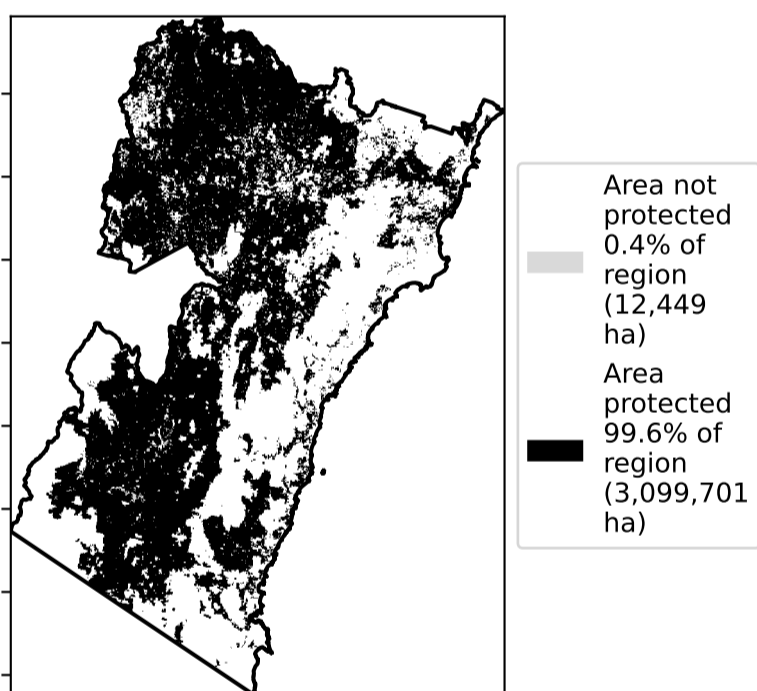 Area not
protected
0.4% of
region
(12,449
ha)
Area
protected
99.6% of
region
(3,099,701
ha)